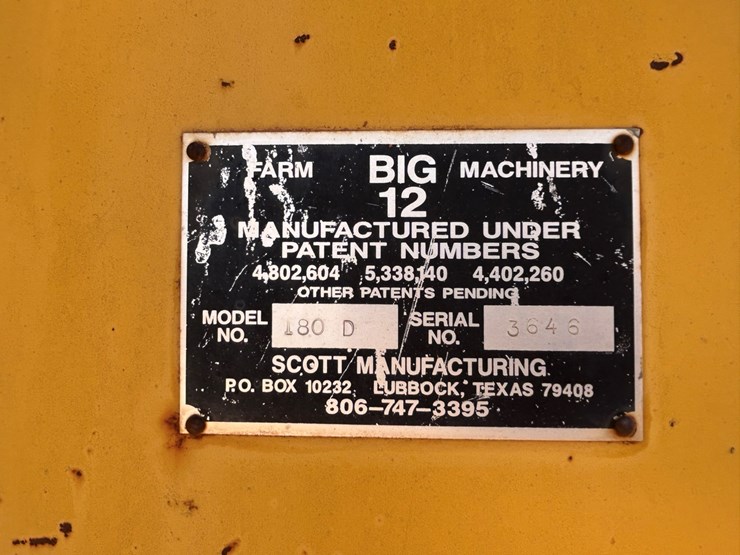 FARM BIG MACHINERY
12
MANUFACTURED UNDER
PATENT NUMBERS
4,802,604 5,338,140 4,402,260
OTHER PATENTS PENDING
MODEL NO. 180 D SERIAL NO. 3646
SCOTT MANUFACTURING
P.O. BOX 10232 LUBBOCK, TEXAS 79408
806-747-3395